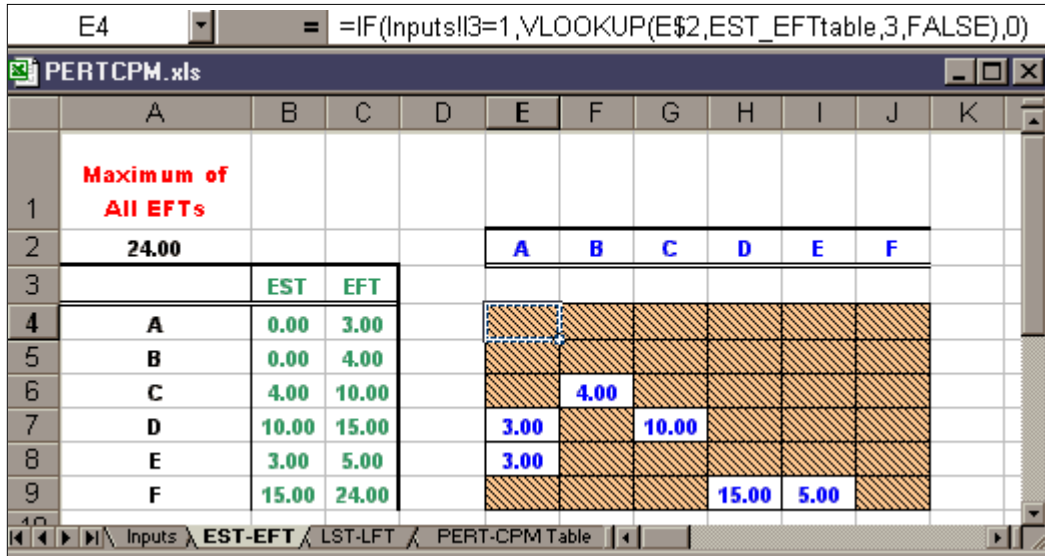 E4 = =IF(Inputs!I3=1,VLOOKUP(E$2,EST_EFTtable,3,FALSE),0)
PERTCPM.xls
A B C D E F G H I J K
1 Maximum of
All EFTs
2 24.00 A B C D E F
3 EST EFT
4 A 0.00 3.00
5 B 0.00 4.00
6 C 4.00 10.00 4.00
7 D 10.00 15.00 3.00 10.00
8 E 3.00 5.00 3.00
9 F 15.00 24.00 15.00 5.00
10
Inputs EST-EFT LST-LFT PERT-CPM Table